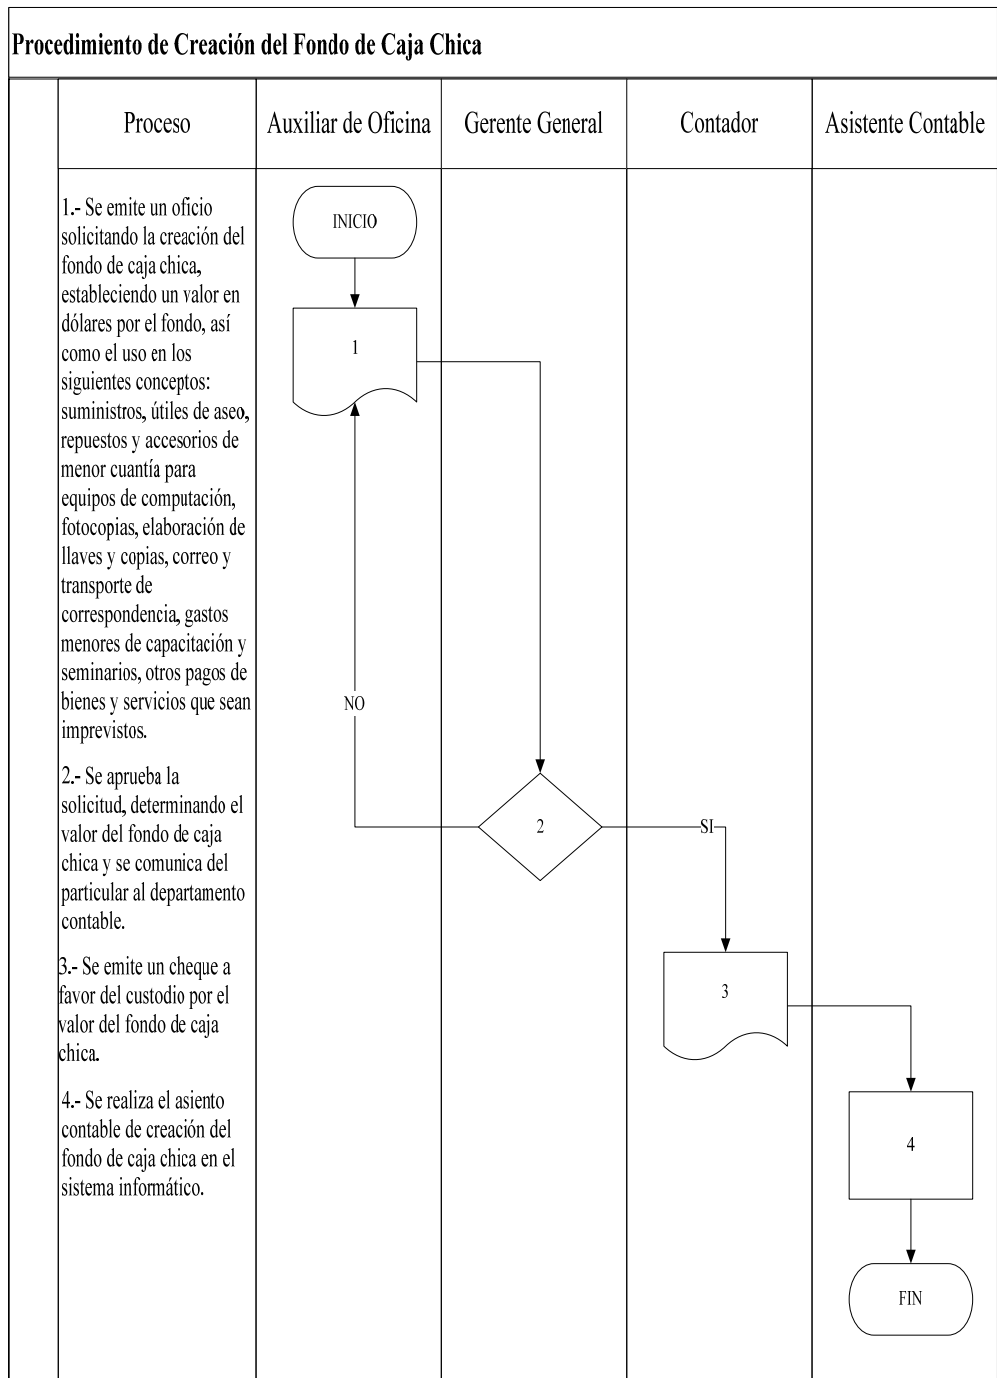 Procedimiento de Creación del Fondo de Caja Chica
Proceso
Auxiliar de Oficina
Gerente General
Contador
Asistente Contable
1.- Se emite un oficio
solicitando la creación del
fondo de caja chica,
estableciendo un valor en
dólares por el fondo, así
como el uso en los
siguientes conceptos:
suministros, útiles de aseo,
repuestos y accesorios de
menor cuantía para
equipos de computación,
fotocopias, elaboración de
llaves y copias, correo y
transporte de
correspondencia, gastos
menores de capacitación y
seminarios, otros pagos de
bienes y servicios que sean
imprevistos.
2.- Se aprueba la
solicitud, determinando el
valor del fondo de caja
chica y se comunica del
particular al departamento
contable.
3.- Se emite un cheque a
favor del custodio por el
valor del fondo de caja
chica.
4.- Se realiza el asiento
contable de creación del
fondo de caja chica en el
sistema informático.
INICIO
1
NO
2
SI
3
4
FIN